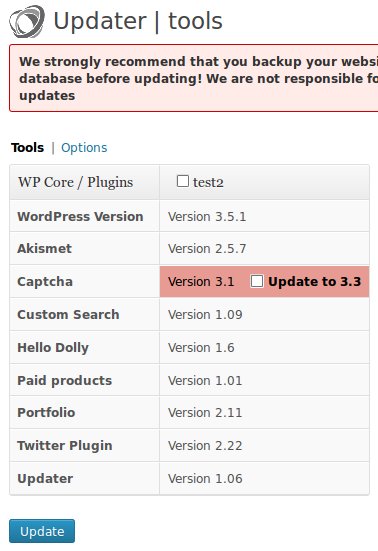 Updater | tools
We strongly recommend that you backup your websi
database before updating! We are not responsible fo
updates
Tools | Options
WP Core / Plugins test2
WordPress Version Version 3.5.1
Akismet Version 2.5.7
Captcha Version 3.1 Update to 3.3
Custom Search Version 1.09
Hello Dolly Version 1.6
Paid products Version 1.01
Portfolio Version 2.11
Twitter Plugin Version 2.22
Updater Version 1.06
Update